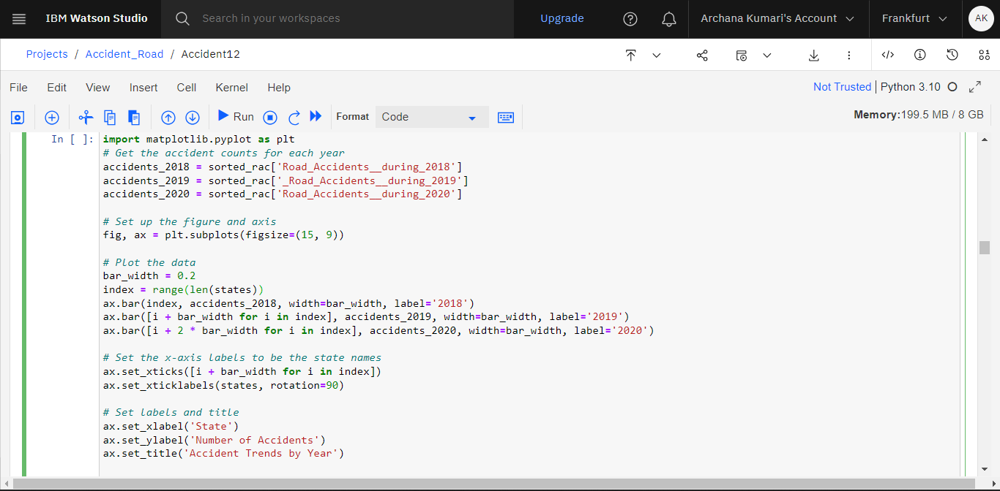 IBM Watson Studio
Search in your workspaces
Upgrade
Archana Kumari's Account
Frankfurt
AK
Projects / Accident_Road / Accident12
File Edit View Insert Cell Kernel Help
Not Trusted | Python 3.10
Run
Format
Code
Memory:199.5 MB / 8 GB
In [ ]:
import matplotlib.pyplot as plt
# Get the accident counts for each year
accidents_2018 = sorted_rac['Road_Accidents__during_2018']
accidents_2019 = sorted_rac['_Road_Accidents__during_2019']
accidents_2020 = sorted_rac['Road_Accidents__during_2020']
# Set up the figure and axis
fig, ax = plt.subplots(figsize=(15, 9))
# Plot the data
bar_width = 0.2
index = range(len(states))
ax.bar(index, accidents_2018, width=bar_width, label='2018')
ax.bar([i + bar_width for i in index], accidents_2019, width=bar_width, label='2019')
ax.bar([i + 2 * bar_width for i in index], accidents_2020, width=bar_width, label='2020')
# Set the x-axis labels to be the state names
ax.set_xticks([i + bar_width for i in index])
ax.set_xticklabels(states, rotation=90)
# Set labels and title
ax.set_xlabel('State')
ax.set_ylabel('Number of Accidents')
ax.set_title('Accident Trends by Year')